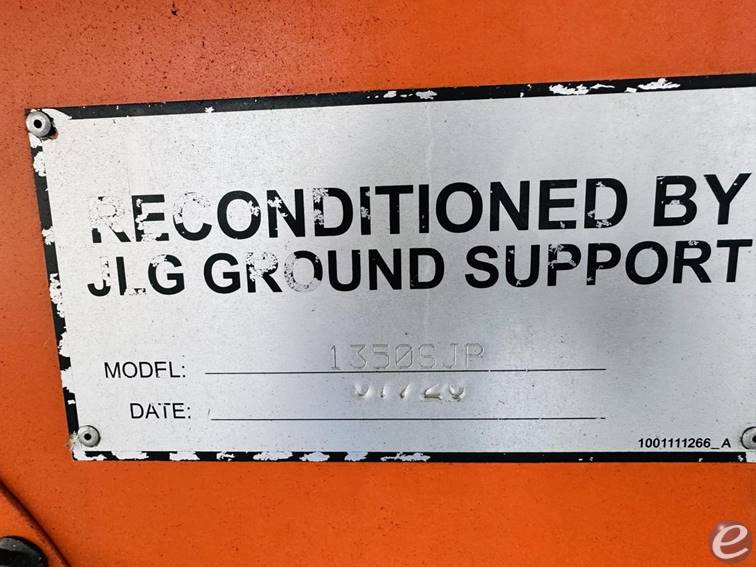 RECONDITIONED BY
JLG GROUND SUPPORT
MODEL: 1350SJP
DATE:
1001111266_A
e